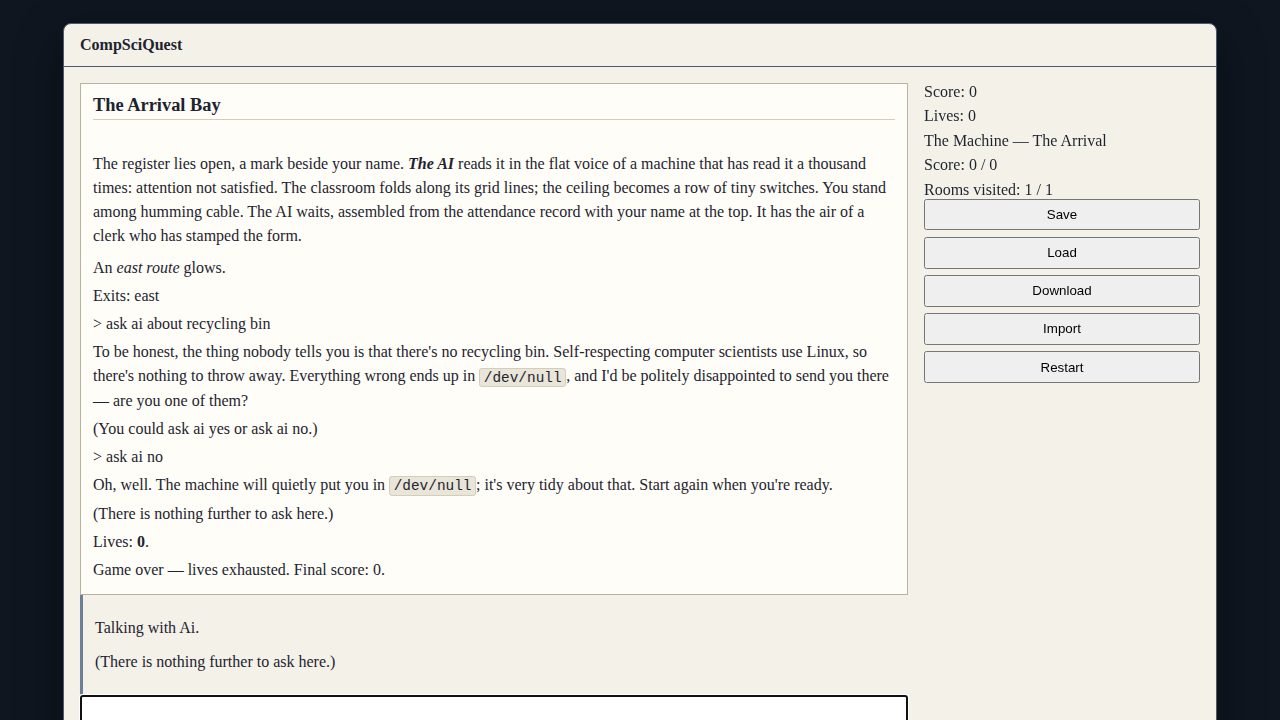 CompSciQuest
The Arrival Bay
The register lies open, a mark beside your name. The AI reads it in the flat voice of a machine that has read it a thousand
times: attention not satisfied. The classroom folds along its grid lines; the ceiling becomes a row of tiny switches. You stand
among humming cable. The AI waits, assembled from the attendance record with your name at the top. It has the air of a
clerk who has stamped the form.
An east route glows.
Exits: east
> ask ai about recycling bin
To be honest, the thing nobody tells you is that there's no recycling bin. Self-respecting computer scientists use Linux, so
there's nothing to throw away. Everything wrong ends up in /dev/null, and I'd be politely disappointed to send you there
— are you one of them?
(You could ask ai yes or ask ai no.)
> ask ai no
Oh, well. The machine will quietly put you in /dev/null; it's very tidy about that. Start again when you're ready.
(There is nothing further to ask here.)
Lives: 0.
Game over — lives exhausted. Final score: 0.
Talking with Ai.
(There is nothing further to ask here.)
Score: 0
Lives: 0
The Machine — The Arrival
Score: 0 / 0
Rooms visited: 1 / 1
Save
Load
Download
Import
Restart